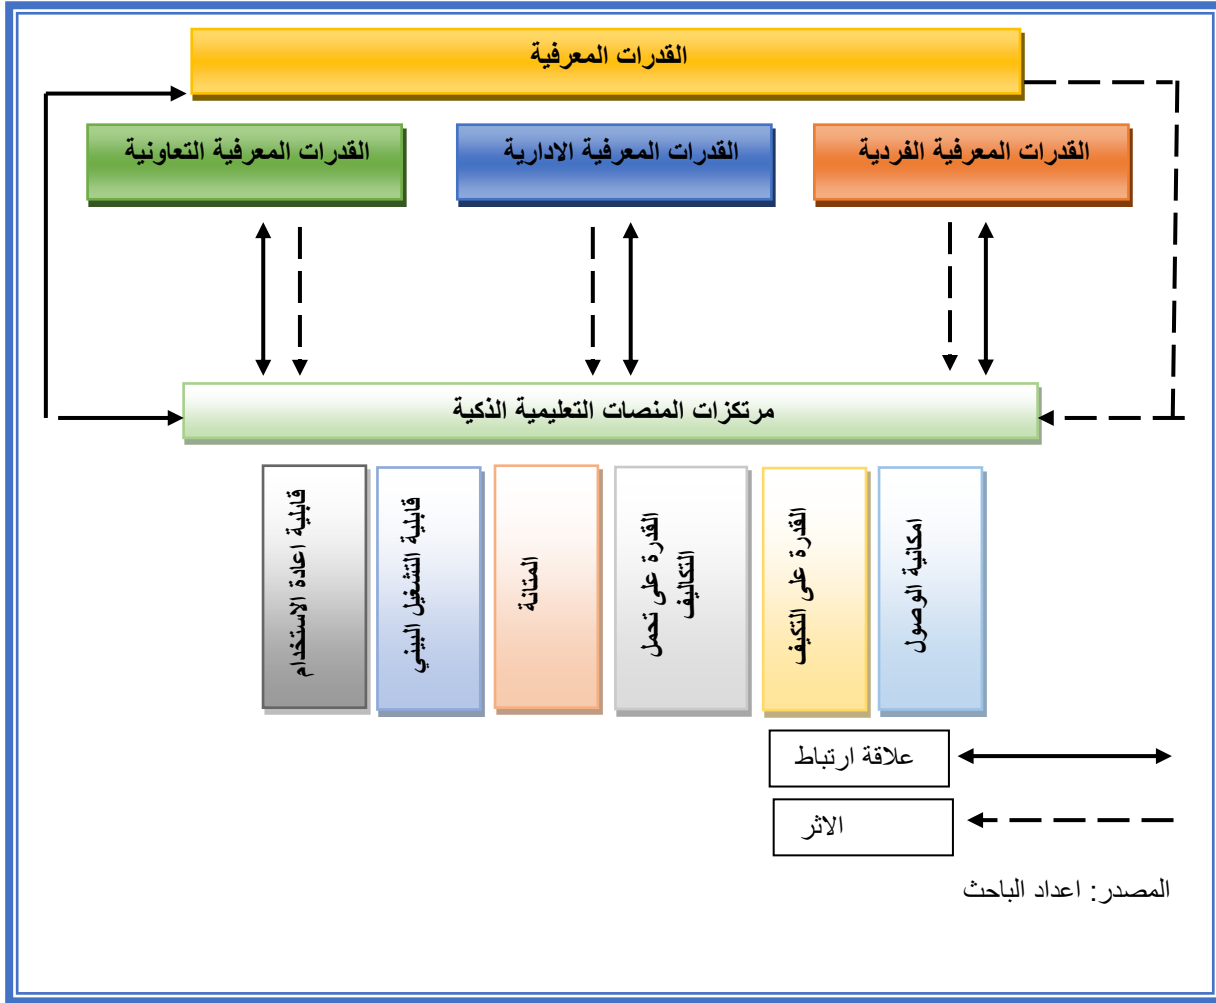 القدرات المعرفية
القدرات المعرفية الفردية
القدرات المعرفية الادارية
القدرات المعرفية التعاونية
مرتكزات المنصات التعليمية الذكية
امكانية الوصول
القدرة على التكيف
القدرة على تحمل
التكاليف
المتانة
قابلية التشغيل البيني
قابلية اعادة الاستخدام
علاقة ارتباط
الاثر
المصدر: اعداد الباحث